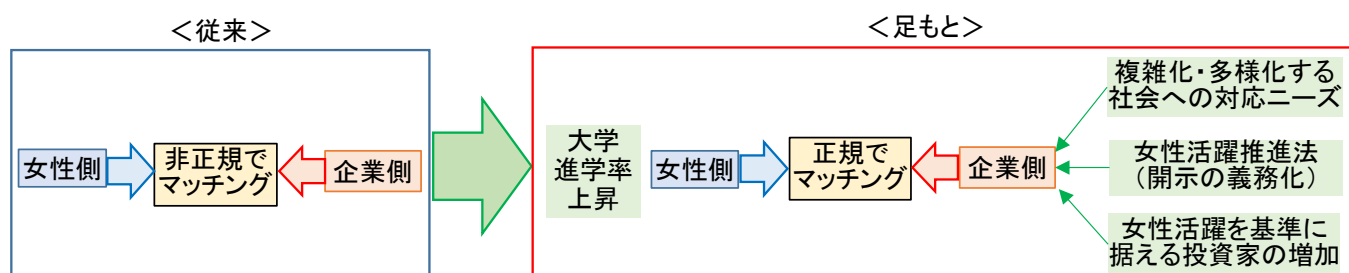 ＜従来＞
女性側
非正規で
マッチング
企業側
＜足もと＞
大学
進学率
上昇
女性側
正規で
マッチング
企業側
複雑化・多様化する
社会への対応ニーズ
女性活躍推進法
（開示の義務化）
女性活躍を基準に
据える投資家の増加